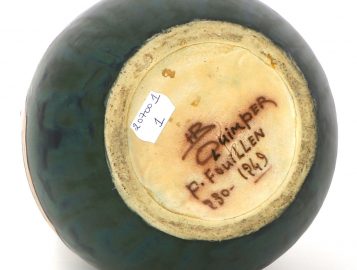 HB
Quimper
P. FOUILLEN
230- 1949
20700 1
1